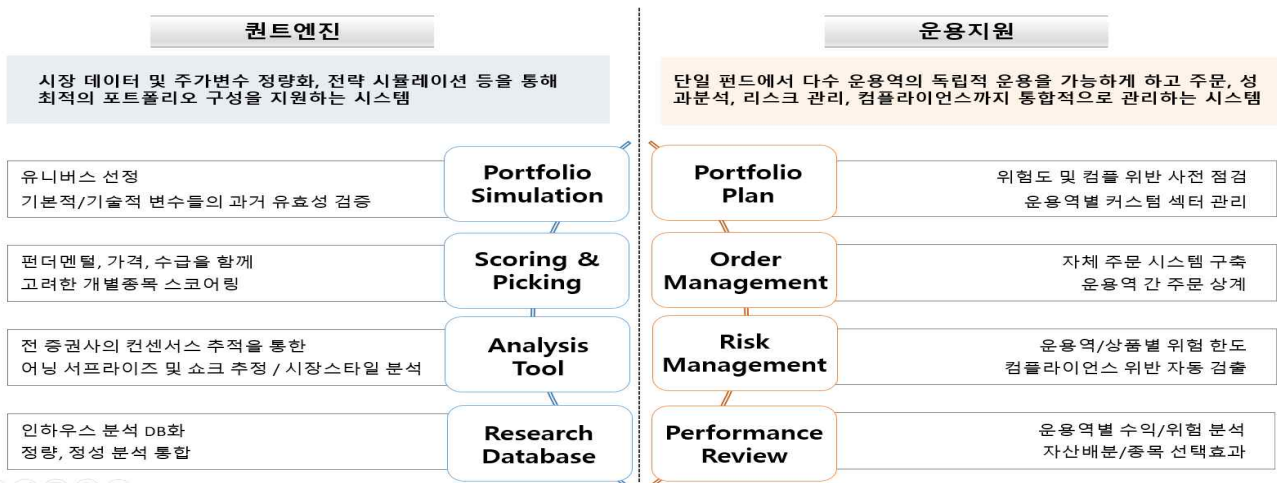 퀀트엔진
시장 데이터 및 주가변수 정량화, 전략 시뮬레이션 등을 통해
최적의 포트폴리오 구성을 지원하는 시스템
유니버스 선정
기본적/기술적 변수들의 과거 유효성 검증
Portfolio
Simulation
펀더멘털, 가격, 수급을 함께
고려한 개별종목 스코어링
Scoring &
Picking
전 증권사의 컨센서스 추적을 통한
어닝 서프라이즈 및 쇼크 추정 / 시장스타일 분석
Analysis
Tool
인하우스 분석 DB화
정량, 정성 분석 통합
Research
Database
운용지원
단일 펀드에서 다수 운용역의 독립적 운용을 가능하게 하고 주문, 성
과분석, 리스크 관리, 컴플라이언스까지 통합적으로 관리하는 시스템
Portfolio
Plan
위험도 및 컴플 위반 사전 점검
운용역별 커스텀 섹터 관리
Order
Management
자체 주문 시스템 구축
운용역 간 주문 상계
Risk
Management
운용역/상품별 위험 한도
컴플라이언스 위반 자동 검출
Performance
Review
운용역별 수익/위험 분석
자산배분/종목 선택효과